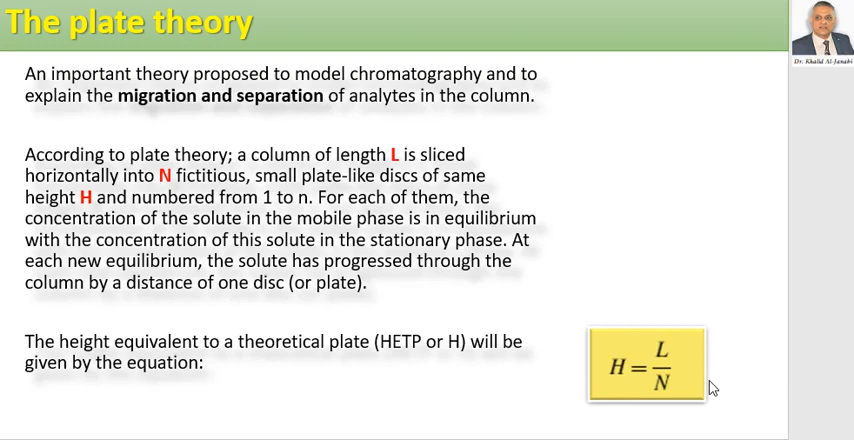 The plate theory
An important theory proposed to model chromatography and to
explain the migration and separation of analytes in the column.
According to plate theory; a column of length L is sliced
horizontally into N fictitious, small plate-like discs of same
height H and numbered from 1 to n. For each of them, the
concentration of the solute in the mobile phase is in equilibrium
with the concentration of this solute in the stationary phase. At
each new equilibrium, the solute has progressed through the
column by a distance of one disc (or plate).
The height equivalent to a theoretical plate (HETP or H) will be
given by the equation:
H = L/N
Dr. Khalid Al-Janabi